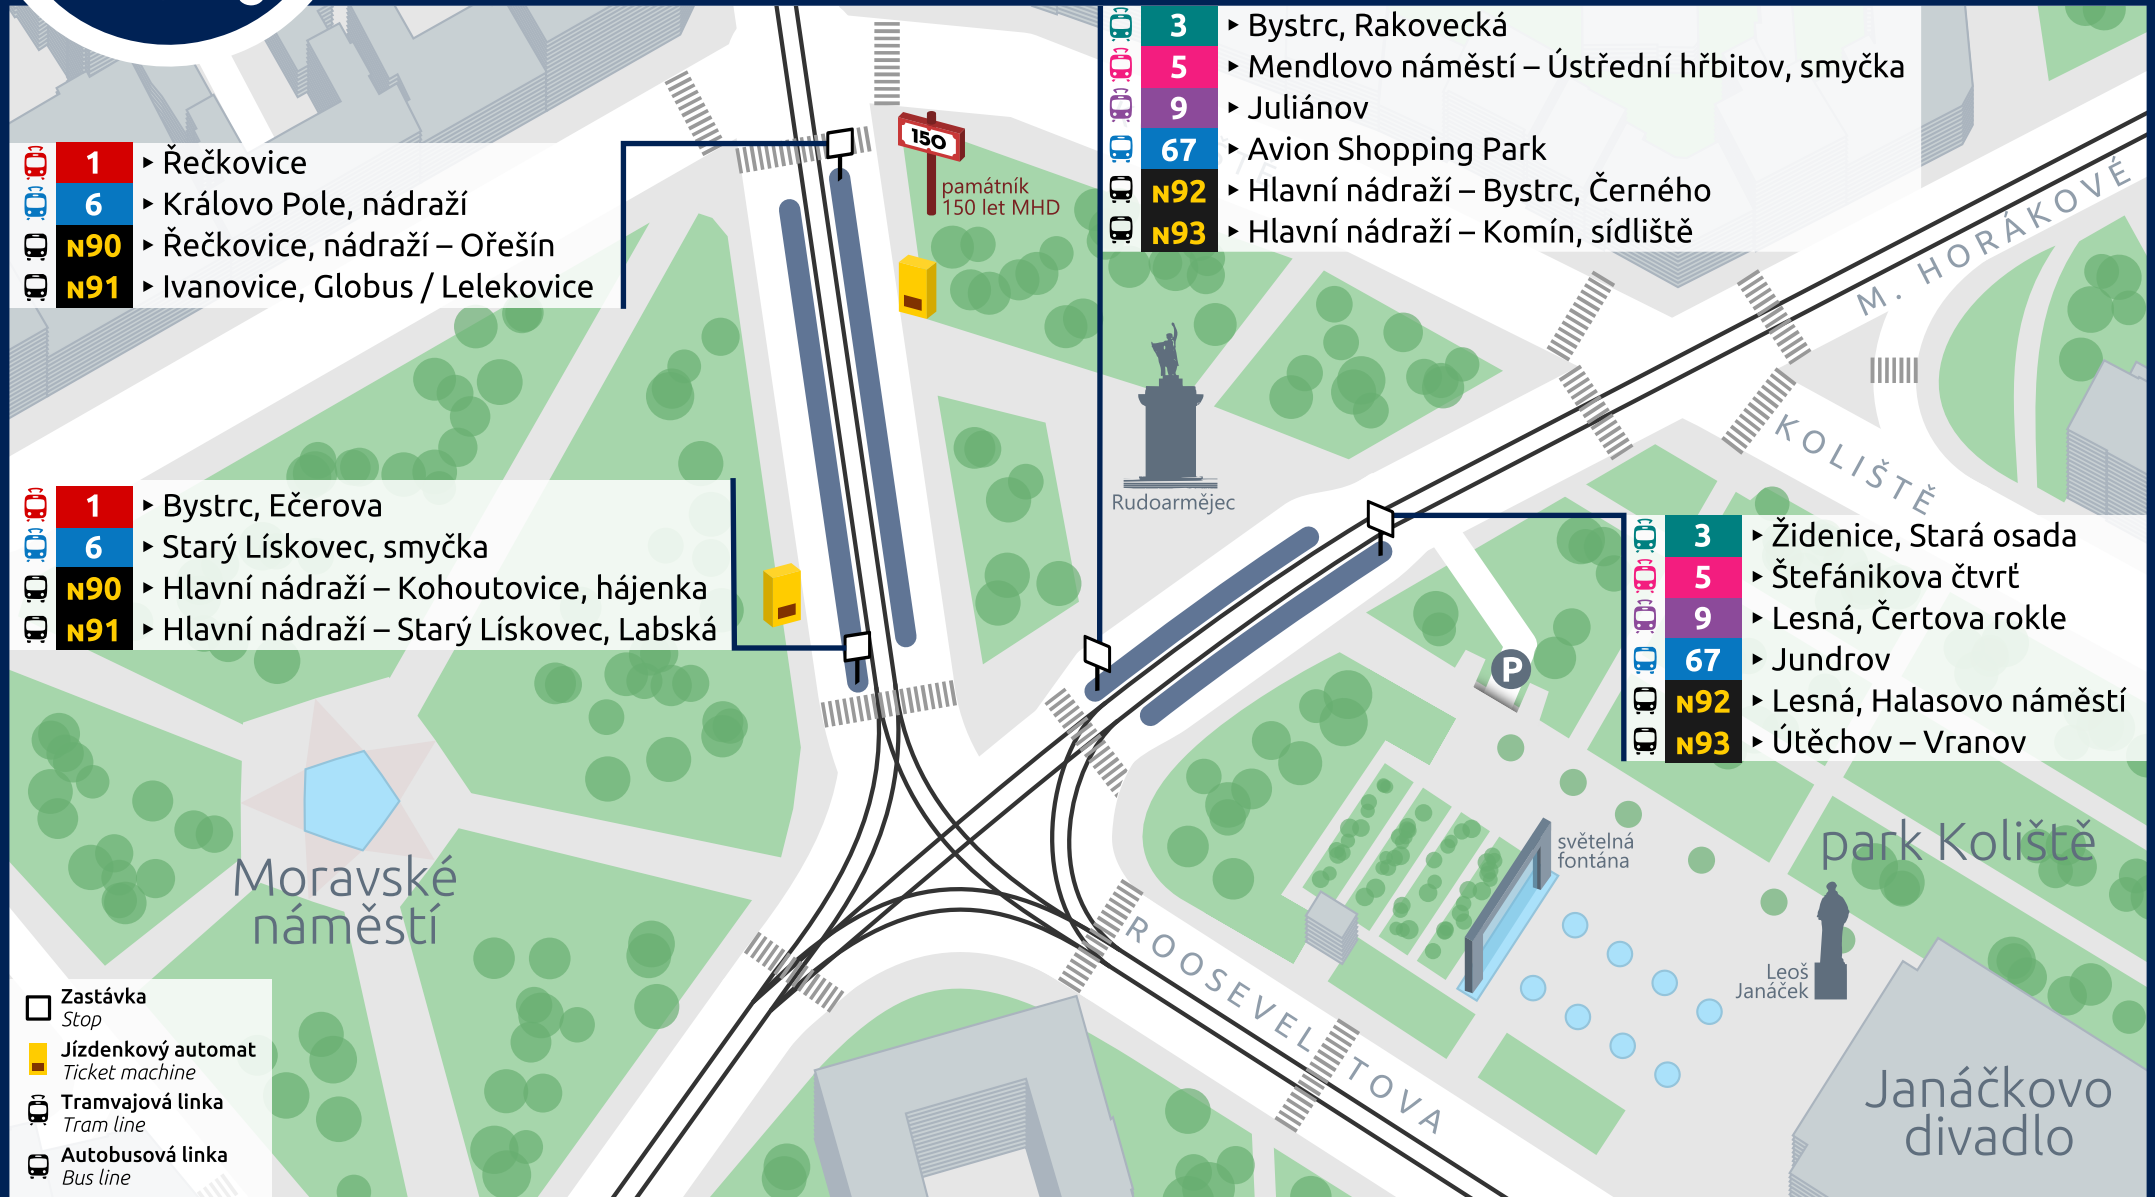 3 ‣ Bystrc, Rakovecká
5 ‣ Mendlovo náměstí – Ústřední hřbitov, smyčka
9 ‣ Juliánov
67 ‣ Avion Shopping Park
N92 ‣ Hlavní nádraží – Bystrc, Černého
N93 ‣ Hlavní nádraží – Komín, sídliště
1 ‣ Řečkovice
6 ‣ Královo Pole, nádraží
N90 ‣ Řečkovice, nádraží – Ořešín
N91 ‣ Ivanovice, Globus / Lelekovice
150
památník
150 let MHD
M. HORÁKOVÉ
KOLIŠTĚ
Rudoarmějec
1 ‣ Bystrc, Ečerova
6 ‣ Starý Lískovec, smyčka
N90 ‣ Hlavní nádraží – Kohoutovice, hájenka
N91 ‣ Hlavní nádraží – Starý Lískovec, Labská
3 ‣ Židenice, Stará osada
5 ‣ Štefánikova čtvrť
9 ‣ Lesná, Čertova rokle
67 ‣ Jundrov
N92 ‣ Lesná, Halasovo náměstí
N93 ‣ Útěchov – Vranov
P
světelná
fontána
park Koliště
Moravské
náměstí
ROOSEVELTOVA
Leoš
Janáček
Janáčkovo
divadlo
Zastávka
Stop
Jízdenkový automat
Ticket machine
Tramvajová linka
Tram line
Autobusová linka
Bus line